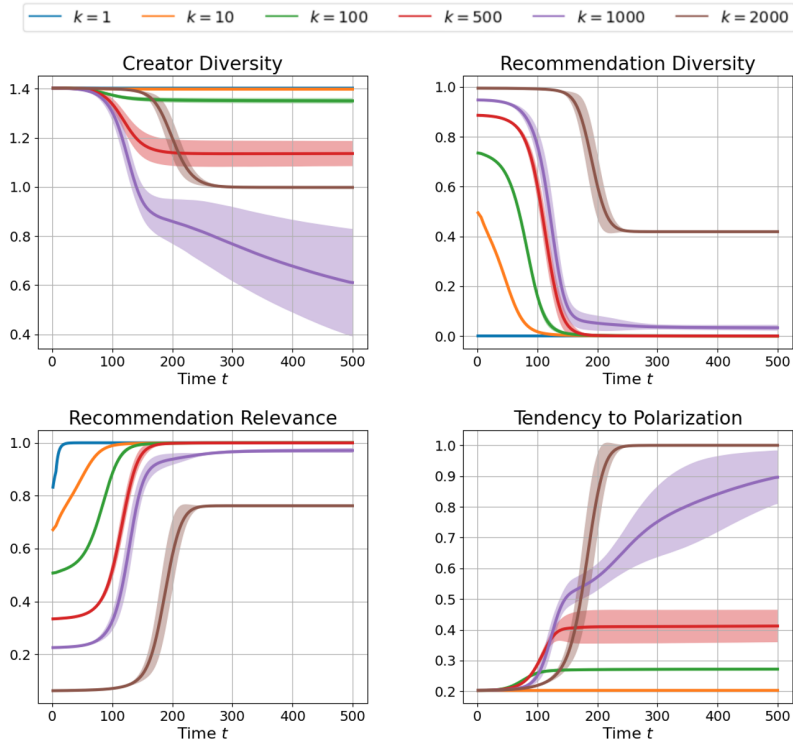 k = 1 k = 10 k = 100 k = 500 k = 1000 k = 2000
Creator Diversity
1.4
1.2
1.0
0.8
0.6
0.4
0 100 200 300 400 500
Time t
Recommendation Diversity
1.0
0.8
0.6
0.4
0.2
0.0
0 100 200 300 400 500
Time t
Recommendation Relevance
1.0
0.8
0.6
0.4
0.2
0 100 200 300 400 500
Time t
Tendency to Polarization
1.0
0.9
0.8
0.7
0.6
0.5
0.4
0.3
0.2
0 100 200 300 400 500
Time t